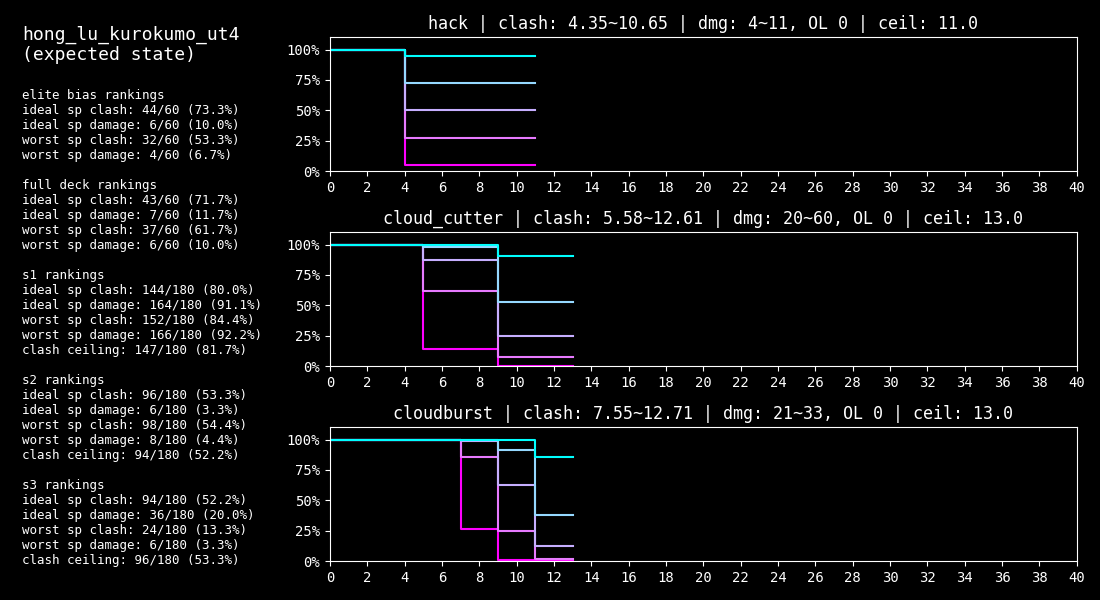 hong_lu_kurokumo_ut4
(expected state)
elite bias rankings
ideal sp clash: 44/60 (73.3%)
ideal sp damage: 6/60 (10.0%)
worst sp clash: 32/60 (53.3%)
worst sp damage: 4/60 (6.7%)
full deck rankings
ideal sp clash: 43/60 (71.7%)
ideal sp damage: 7/60 (11.7%)
worst sp clash: 37/60 (61.7%)
worst sp damage: 6/60 (10.0%)
s1 rankings
ideal sp clash: 144/180 (80.0%)
ideal sp damage: 164/180 (91.1%)
worst sp clash: 152/180 (84.4%)
worst sp damage: 166/180 (92.2%)
clash ceiling: 147/180 (81.7%)
s2 rankings
ideal sp clash: 96/180 (53.3%)
ideal sp damage: 6/180 (3.3%)
worst sp clash: 98/180 (54.4%)
worst sp damage: 8/180 (4.4%)
clash ceiling: 94/180 (52.2%)
s3 rankings
ideal sp clash: 94/180 (52.2%)
ideal sp damage: 36/180 (20.0%)
worst sp clash: 24/180 (13.3%)
worst sp damage: 6/180 (3.3%)
clash ceiling: 96/180 (53.3%)
hack | clash: 4.35~10.65 | dmg: 4~11, OL 0 | ceil: 11.0
100%
75%
50%
25%
0%
0 2 4 6 8 10 12 14 16 18 20 22 24 26 28 30 32 34 36 38 40
cloud_cutter | clash: 5.58~12.61 | dmg: 20~60, OL 0 | ceil: 13.0
100%
75%
50%
25%
0%
0 2 4 6 8 10 12 14 16 18 20 22 24 26 28 30 32 34 36 38 40
cloudburst | clash: 7.55~12.71 | dmg: 21~33, OL 0 | ceil: 13.0
100%
75%
50%
25%
0%
0 2 4 6 8 10 12 14 16 18 20 22 24 26 28 30 32 34 36 38 40